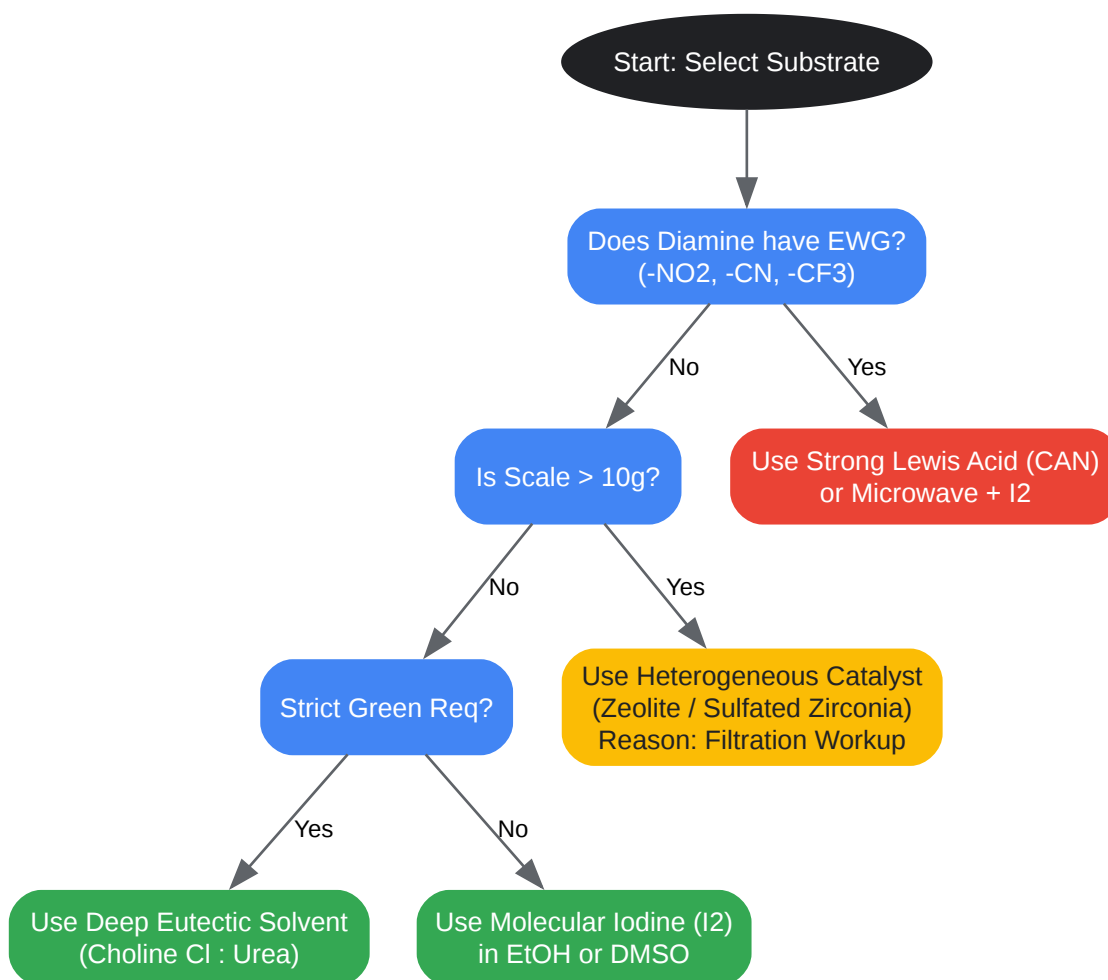 Start: Select Substrate
Does Diamine have EWG?
(-NO2, -CN, -CF3)
No
Yes
Is Scale > 10g?
Use Strong Lewis Acid (CAN)
or Microwave + I2
No
Yes
Strict Green Req?
Use Heterogeneous Catalyst
(Zeolite / Sulfated Zirconia)
Reason: Filtration Workup
Yes
No
Use Deep Eutectic Solvent
(Choline Cl : Urea)
Use Molecular Iodine (I2)
in EtOH or DMSO